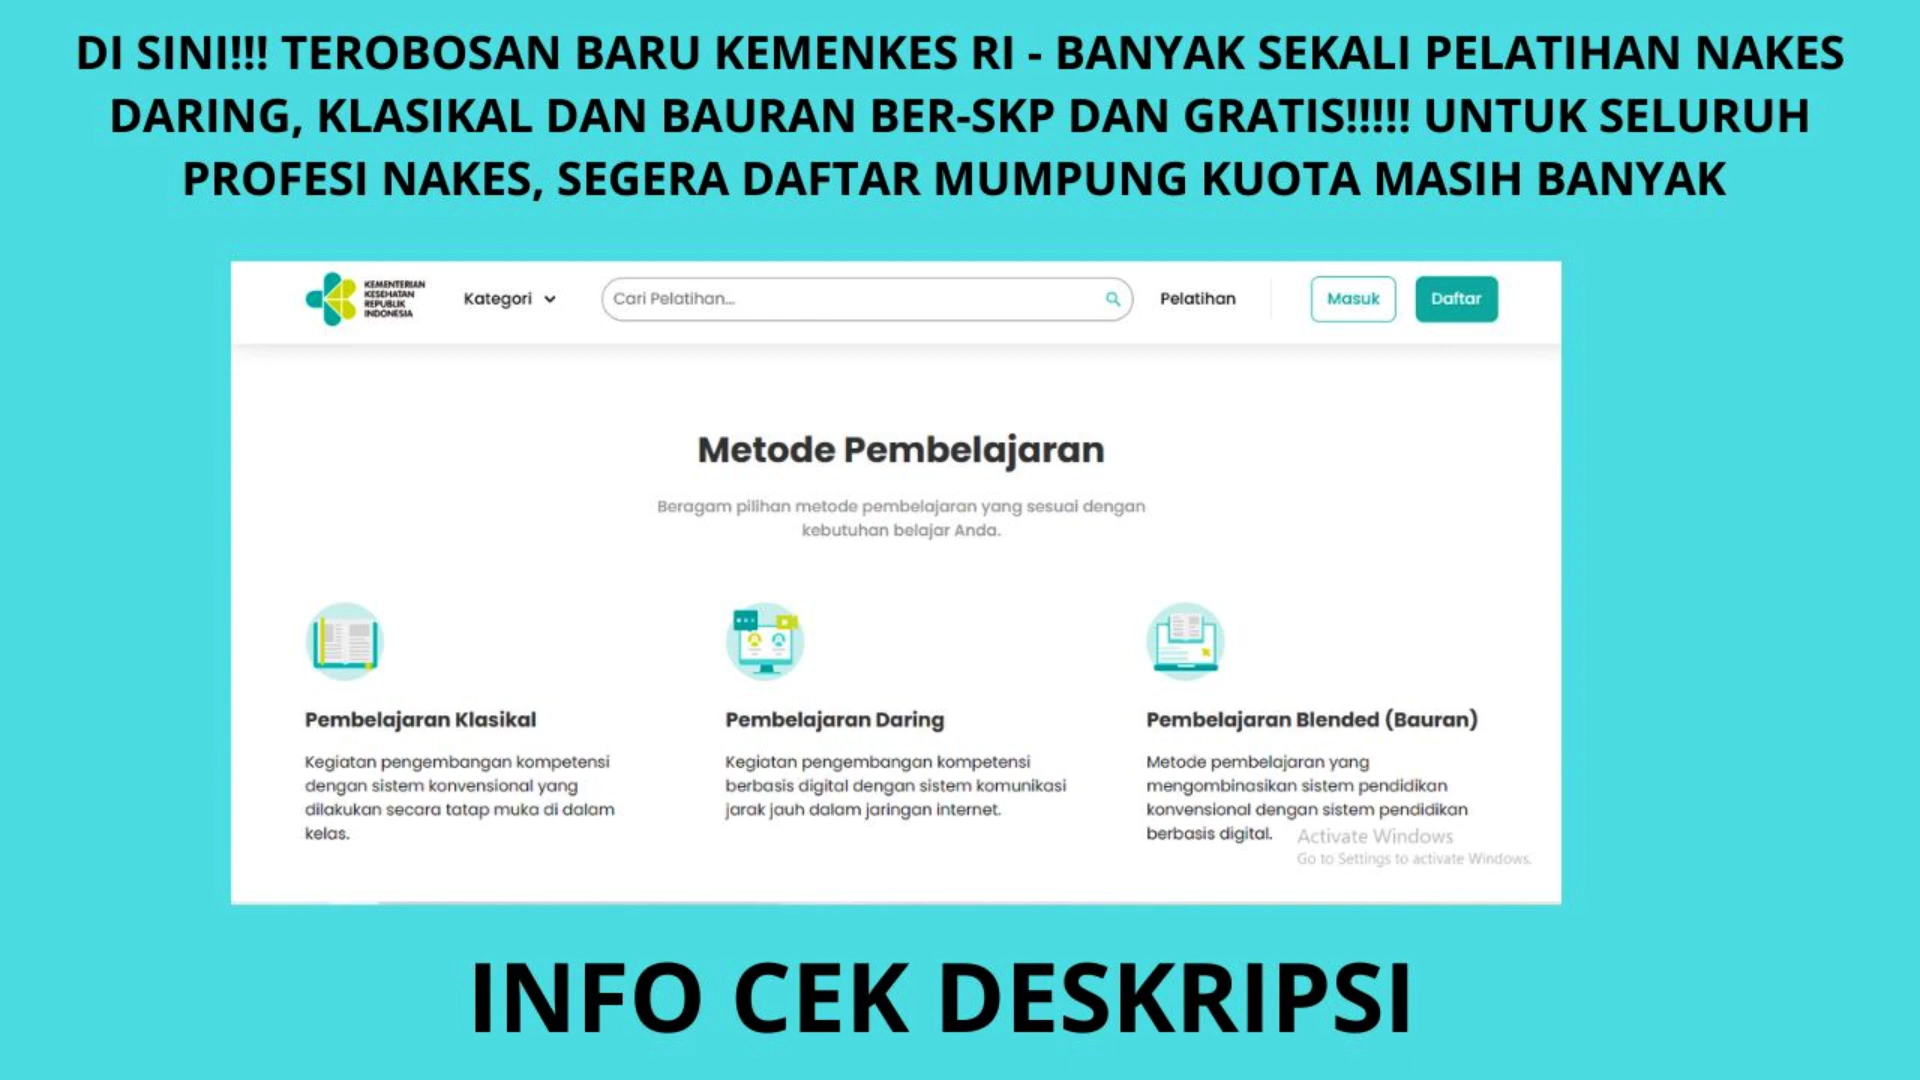 DI SINI!!! TEROBOSAN BARU KEMENKES RI - BANYAK SEKALI PELATIHAN NAKES
DARING, KLASIKAL DAN BAURAN BER-SKP DAN GRATIS!!!!! UNTUK SELURUH
PROFESI NAKES, SEGERA DAFTAR MUMPUNG KUOTA MASIH BANYAK
KEMENTERIAN
KESEHATAN
REPUBLIK
INDONESIA
Kategori
Cari Pelatihan...
Pelatihan
Masuk
Daftar
Metode Pembelajaran
Beragam pilihan metode pembelajaran yang sesuai dengan
kebutuhan belajar Anda.
Pembelajaran Klasikal
Kegiatan pengembangan kompetensi
dengan sistem konvensional yang
dilakukan secara tatap muka di dalam
kelas.
Pembelajaran Daring
Kegiatan pengembangan kompetensi
berbasis digital dengan sistem komunikasi
jarak jauh dalam jaringan internet.
Pembelajaran Blended (Bauran)
Metode pembelajaran yang
mengombinasikan sistem pendidikan
konvensional dengan sistem pendidikan
berbasis digital.
Activate Windows
Go to Settings to activate Windows.
INFO CEK DESKRIPSI